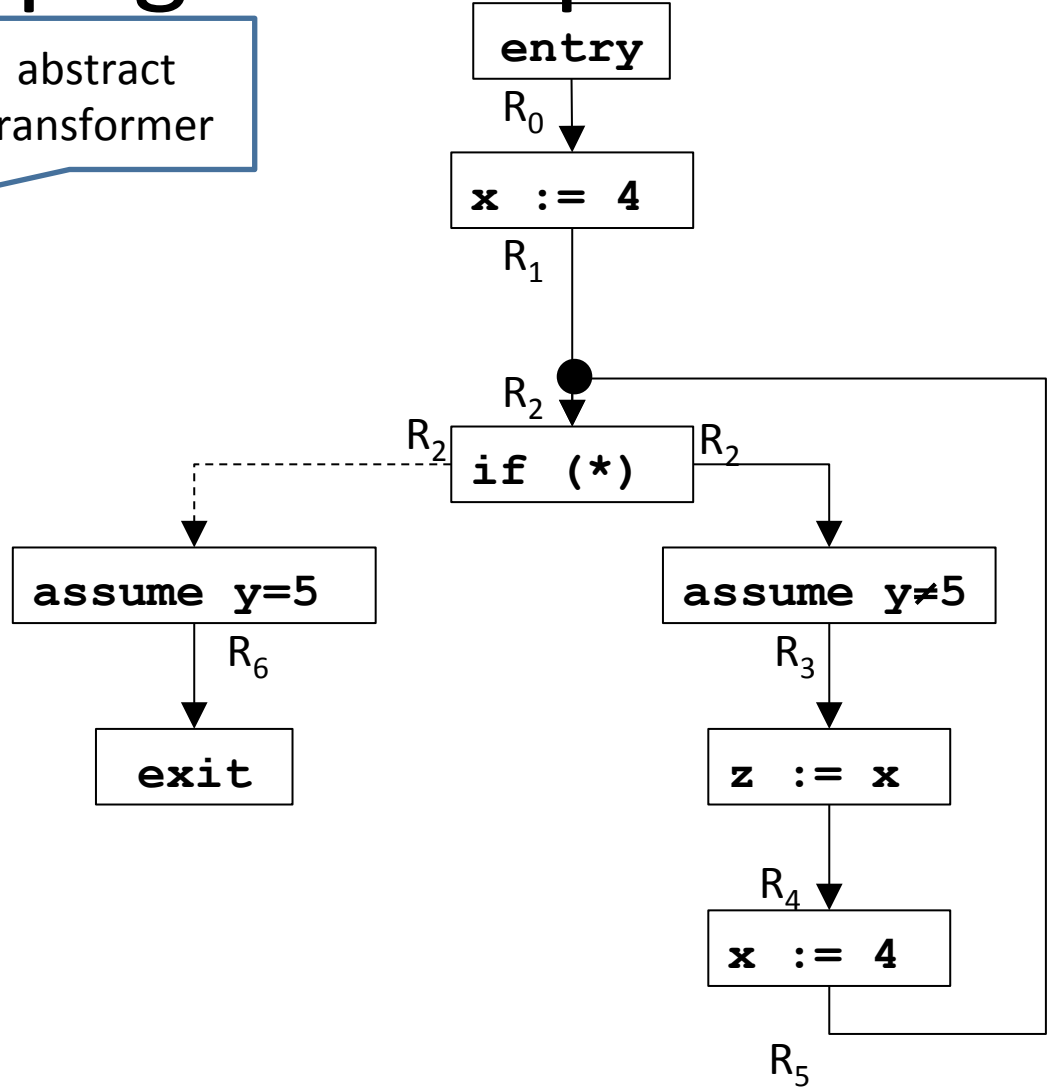 abstract
ransformer
entry
R₀
x := 4
R₁
R₂
R₂
if (*)
R₂
assume y=5
assume y≠5
R₆
R₃
exit
z := x
R₄
x := 4
R₅